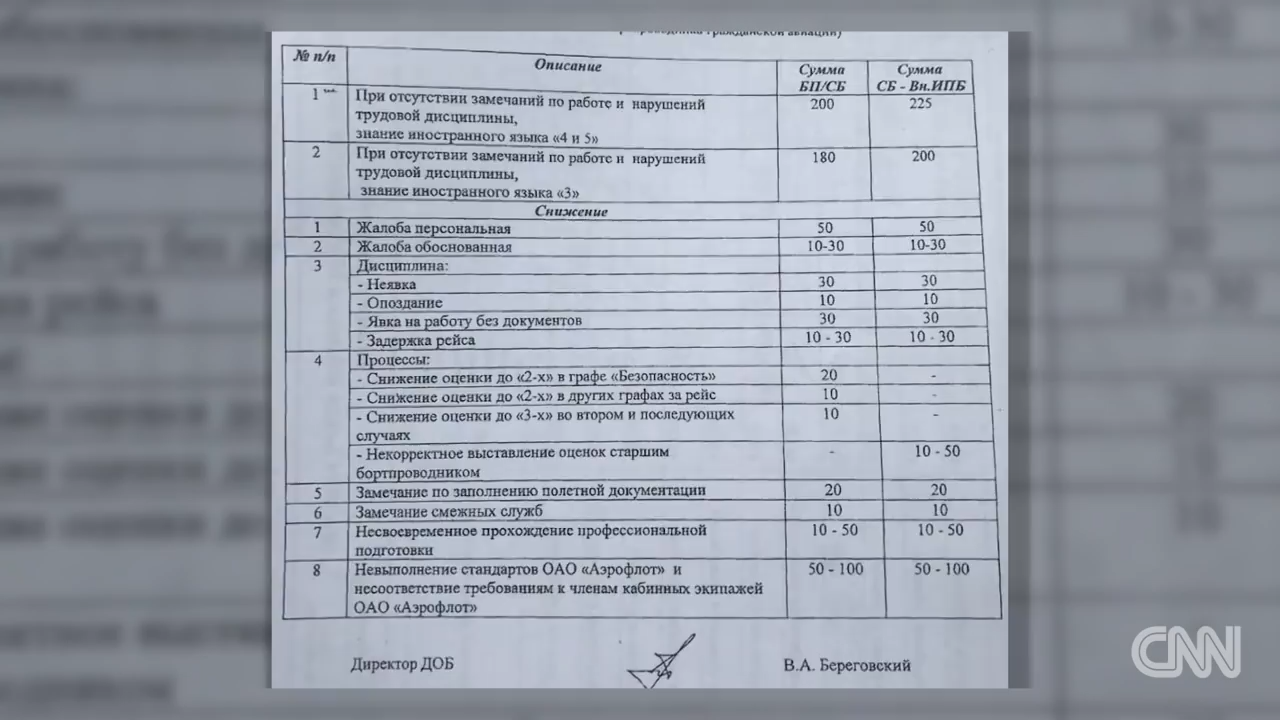 гражданской авиации)
№ п/п Описание Сумма БП/СБ Сумма СБ - Вн.ИПБ
1 При отсутствии замечаний по работе и нарушений 200 225
трудовой дисциплины,
знание иностранного языка «4 и 5»
2 При отсутствии замечаний по работе и нарушений 180 200
трудовой дисциплины,
знание иностранного языка «3»
Снижение
1 Жалоба персональная 50 50
2 Жалоба обоснованная 10-30 10-30
3 Дисциплина:
- Неявка 30 30
- Опоздание 10 10
- Явка на работу без документов 30 30
- Задержка рейса 10 - 30 10 - 30
4 Процессы:
- Снижение оценки до «2-х» в графе «Безопасность» 20 -
- Снижение оценки до «2-х» в других графах за рейс 10 -
- Снижение оценки до «3-х» во втором и последующих 10 -
случаях
- Некорректное выставление оценок старшим - 10 - 50
бортпроводником
5 Замечание по заполнению полетной документации 20 20
6 Замечание смежных служб 10 10
7 Несвоевременное прохождение профессиональной 10 - 50 10 - 50
подготовки
8 Невыполнение стандартов ОАО «Аэрофлот» и 50 - 100 50 - 100
несоответствие требованиям к членам кабинных экипажей
ОАО «Аэрофлот»
Директор ДОБ В.А. Береговский
CNN